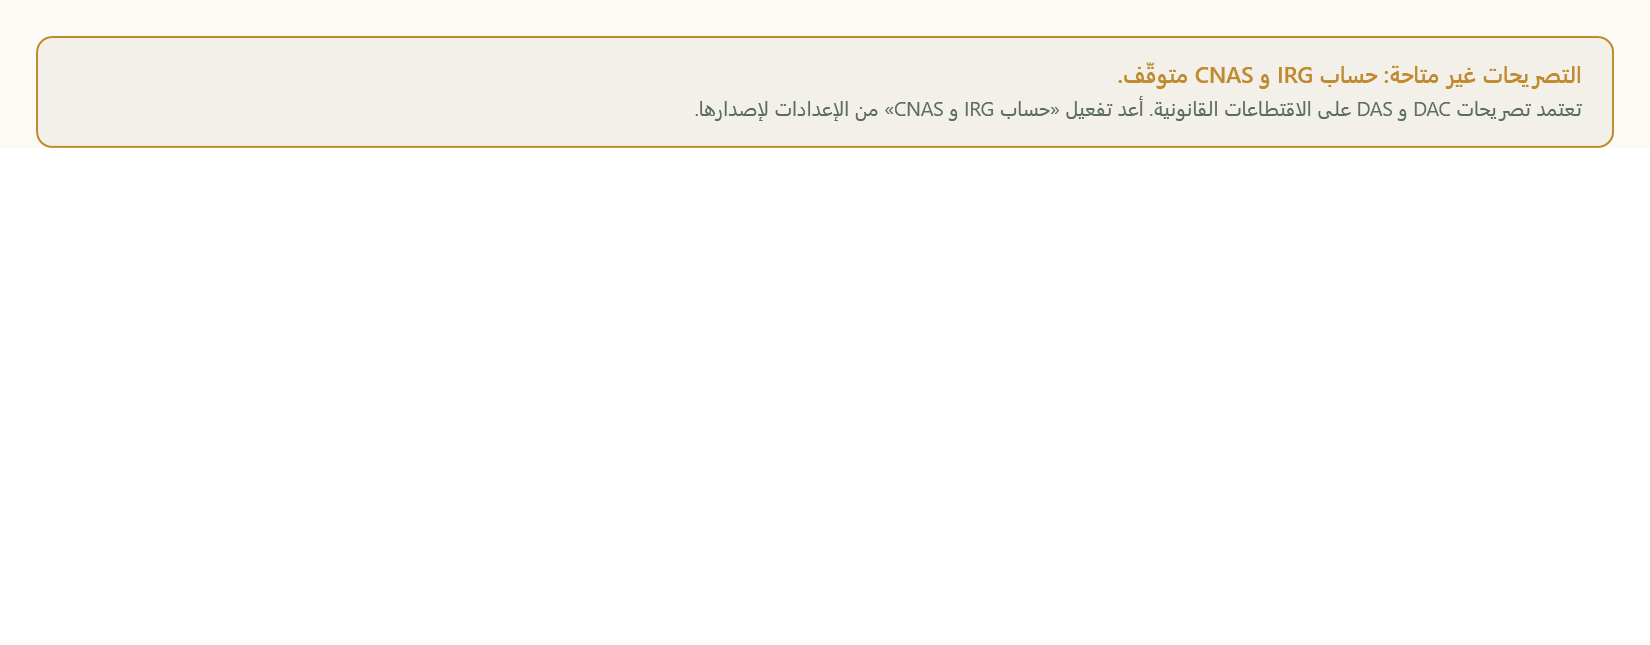 التصريحات غير متاحة: حساب IRG و CNAS متوقّف.
تعتمد تصريحات DAC و DAS على الاقتطاعات القانونية. أعد تفعيل «حساب IRG و CNAS» من الإعدادات لإصدارها.